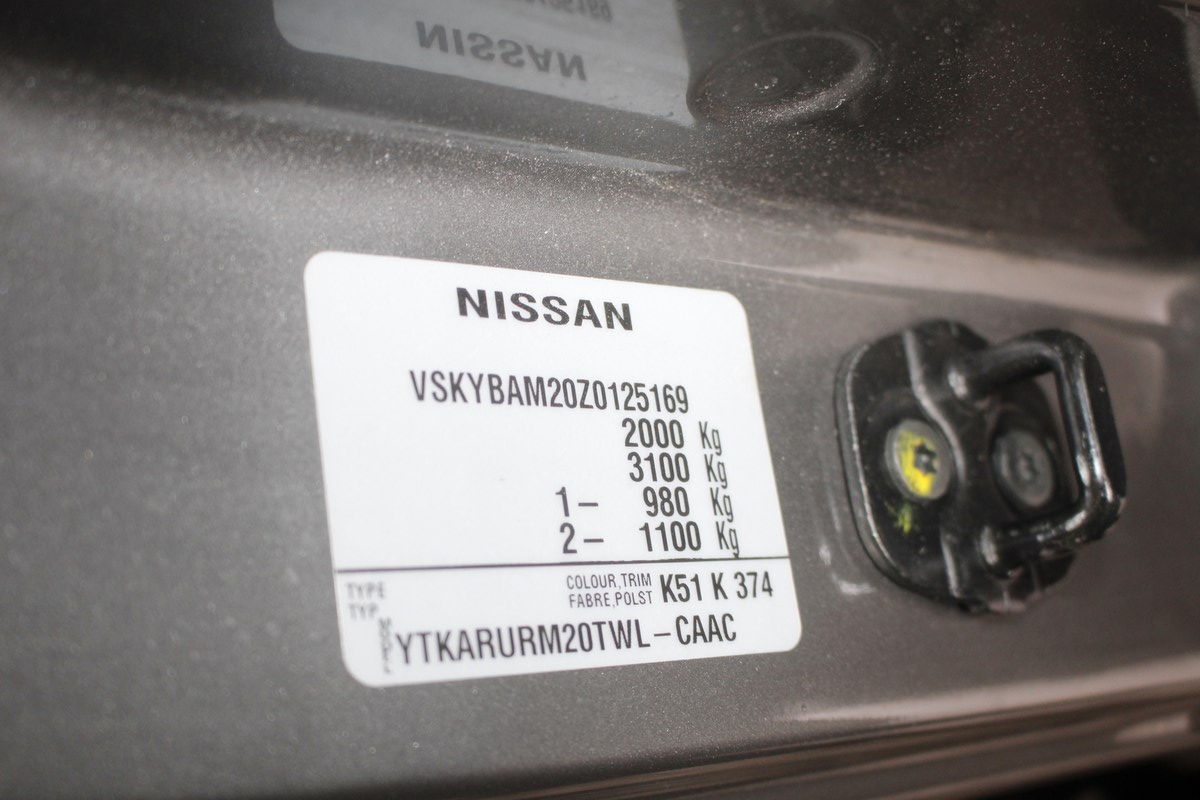 NISSAN
NISSAN
VSKYBAM20Z0125169
2000 Kg
3100 Kg
1– 980 Kg
2– 1100 Kg
TYPE COLOUR,TRIM K51 K 374
TYP. FABRE,POLST
MODEL YTKARURM20TWL–CAAC